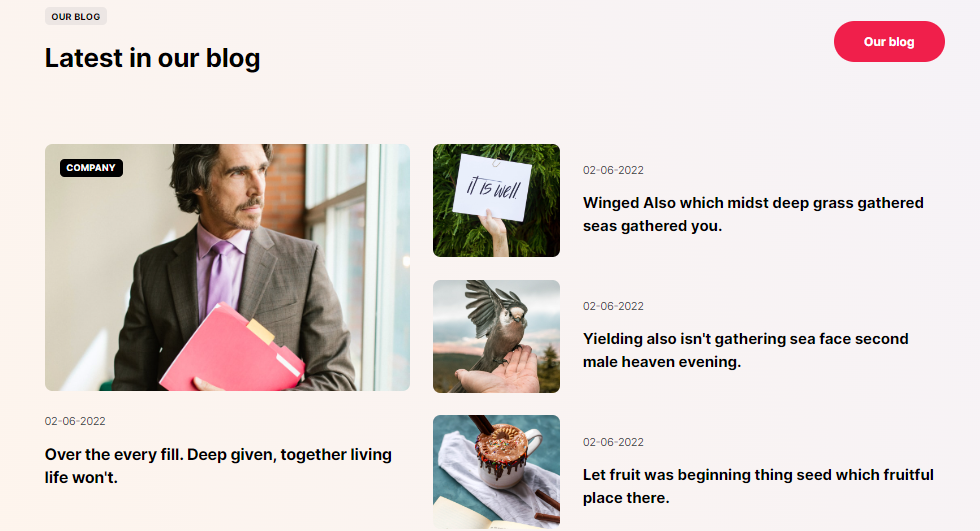 OUR BLOG
Latest in our blog
Our blog
COMPANY
02-06-2022
Over the every fill. Deep given, together living
life won't.
it is well.
02-06-2022
Winged Also which midst deep grass gathered
seas gathered you.
02-06-2022
Yielding also isn't gathering sea face second
male heaven evening.
02-06-2022
Let fruit was beginning thing seed which fruitful
place there.